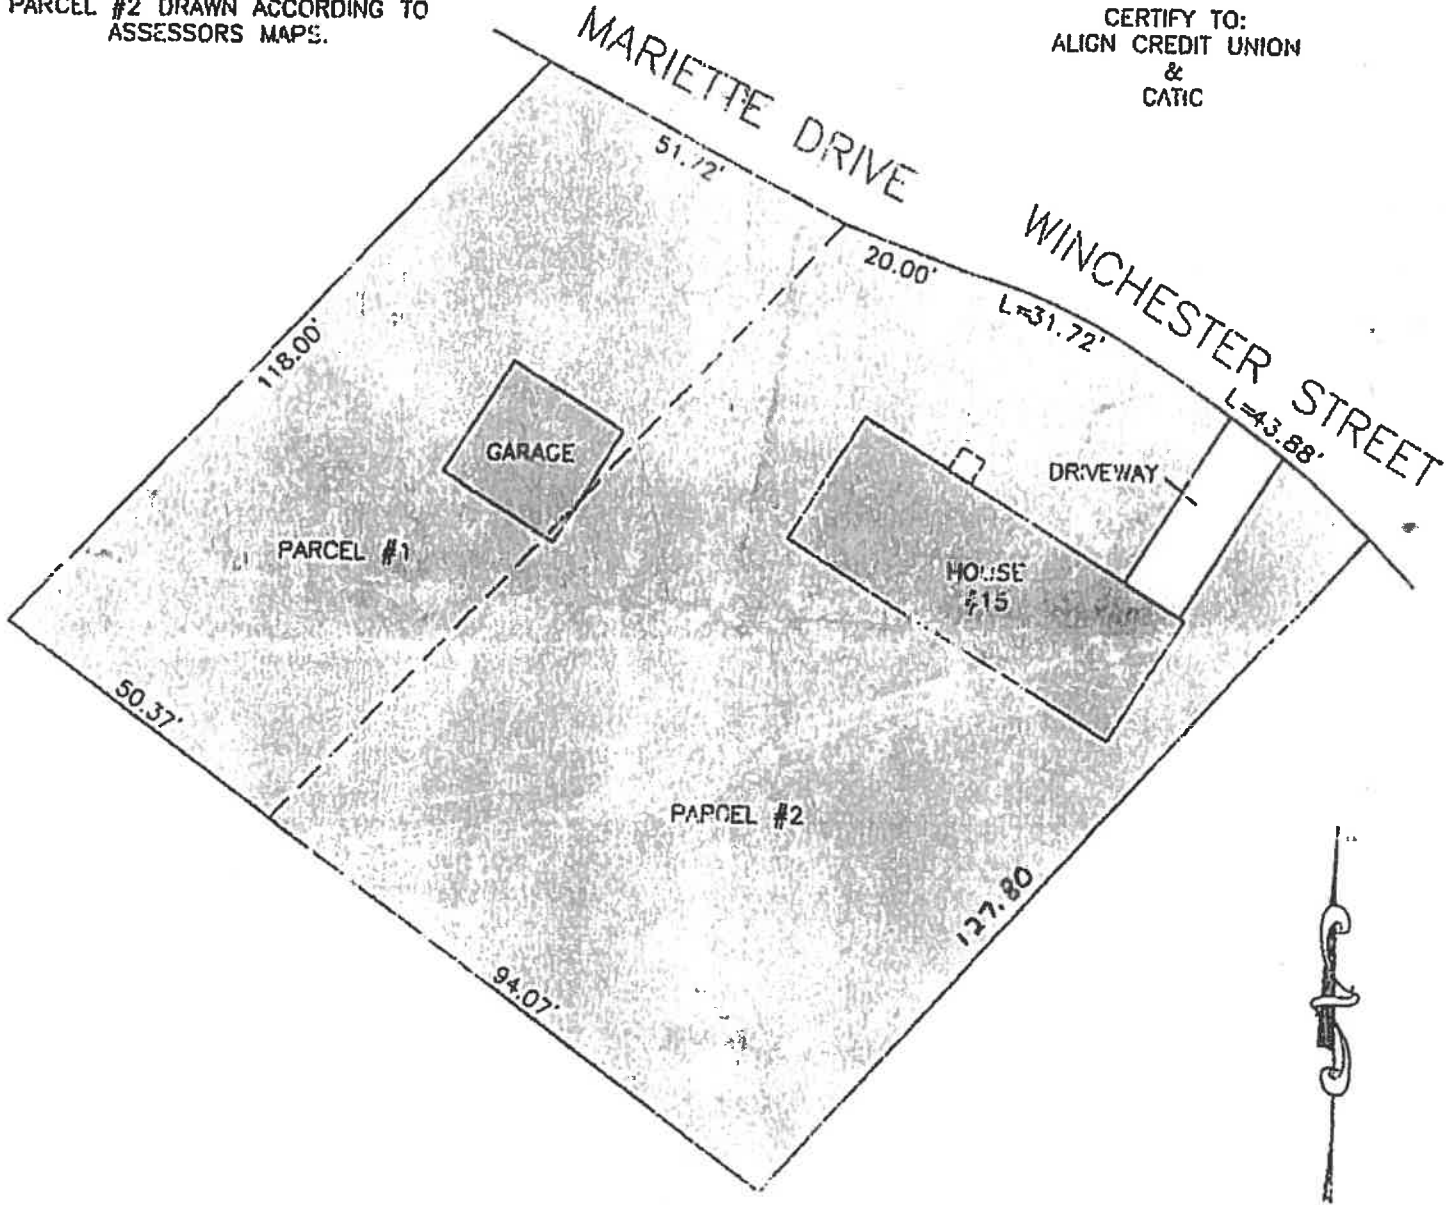 PARCEL #2 DRAWN ACCORDING TO
ASSESSORS MAPS.
CERTIFY TO:
ALIGN CREDIT UNION
&
CATIC
MARIETTE DRIVE
WINCHESTER STREET
51.72'
20.00'
L=31.72'
L=43.88'
118.00'
GARAGE
DRIVEWAY
PARCEL #1
HOUSE
#15
50.37'
PARCEL #2
127.80
94.07'